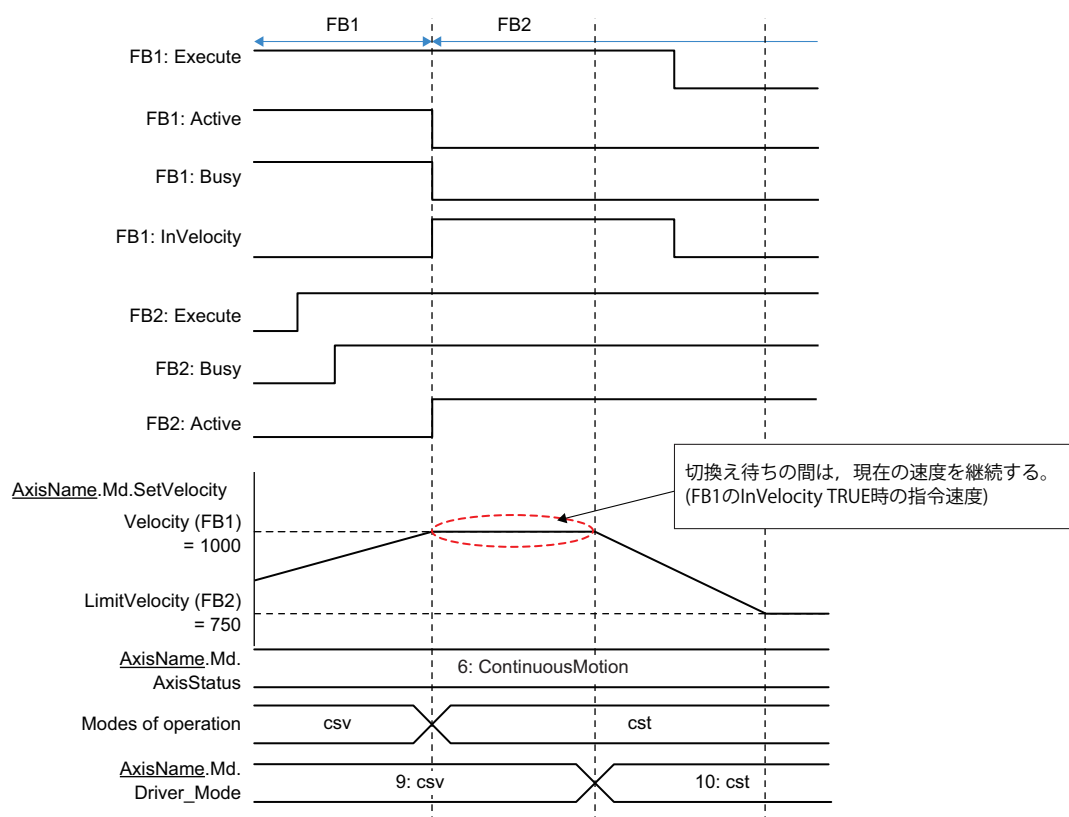 FB1
FB2
FB1: Execute
FB1: Active
FB1: Busy
FB1: InVelocity
FB2: Execute
FB2: Busy
FB2: Active
切換え待ちの間は，現在の速度を継続する。
(FB1のInVelocity TRUE時の指令速度)
AxisName.Md.SetVelocity
Velocity (FB1)
= 1000
LimitVelocity (FB2)
= 750
AxisName.Md.
AxisStatus
6: ContinuousMotion
Modes of operation
csv
cst
AxisName.Md.
Driver_Mode
9: csv
10: cst